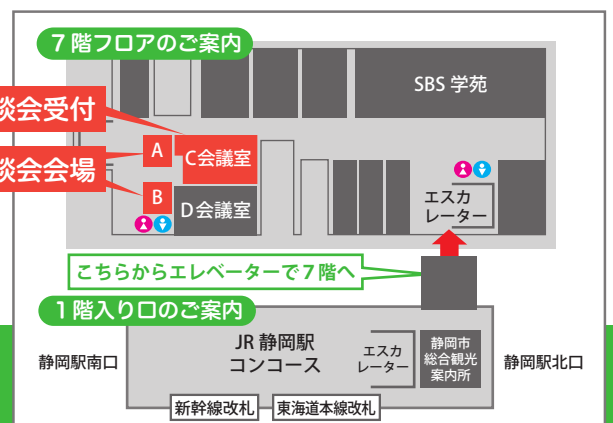 7階フロアのご案内
SBS 学苑
談会受付
A
C会議室
談会会場
B
D会議室
エスカ
レーター
こちらからエレベーターで7階へ
1階入り口のご案内
静岡駅南口
JR 静岡駅
コンコース
エスカ
レーター
静岡市
総合観光
案内所
静岡駅北口
新幹線改札
東海道本線改札